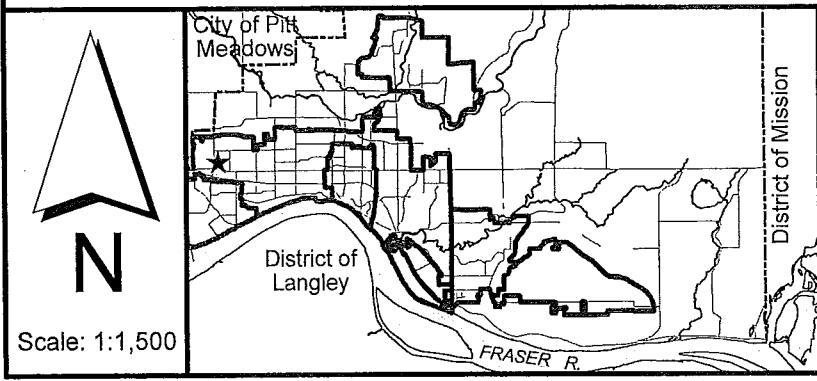 N
Scale: 1:1,500
City of Pitt
Meadows
District of
Langley
District of Mission
FRASER R.